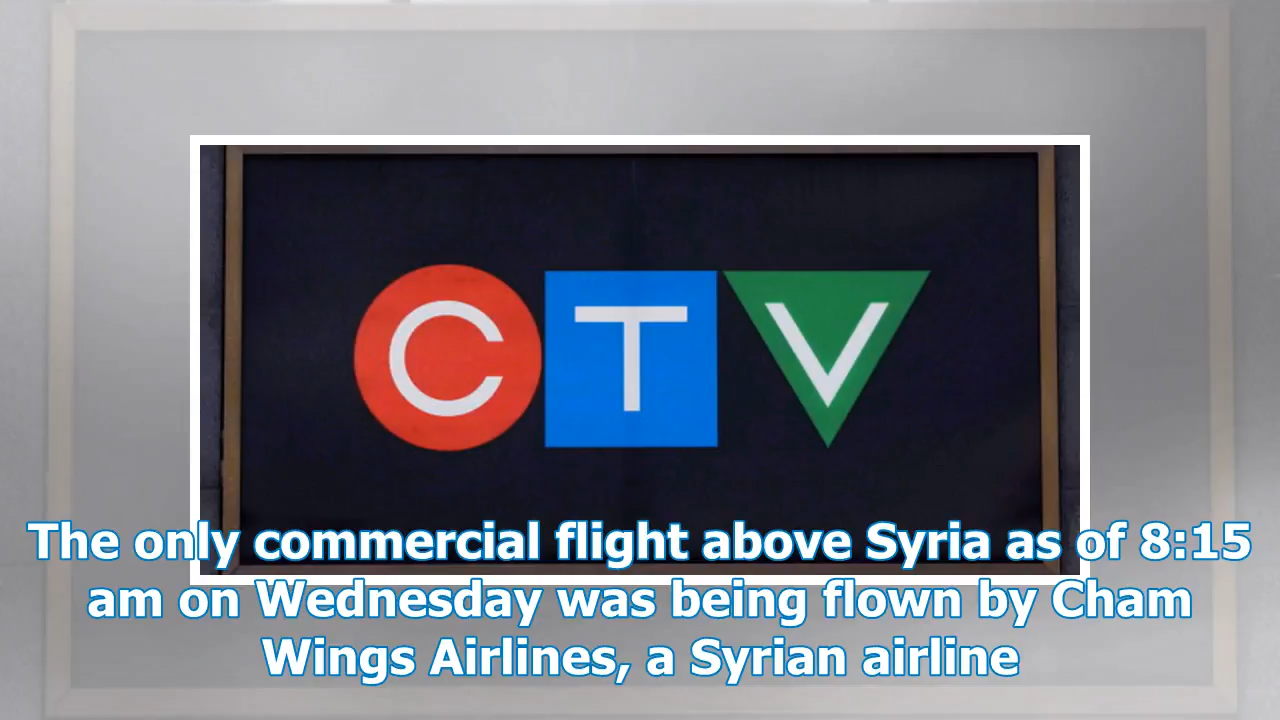 CTV
The only commercial flight above Syria as of 8:15
am on Wednesday was being flown by Cham
Wings Airlines, a Syrian airline